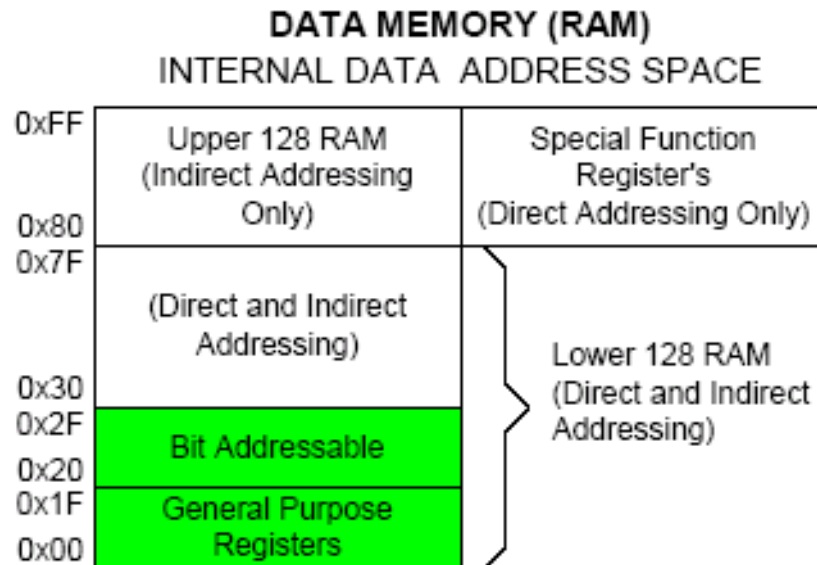 DATA MEMORY (RAM)
INTERNAL DATA ADDRESS SPACE
0xFF
Upper 128 RAM
(Indirect Addressing
Only)
0x80
Special Function
Register's
(Direct Addressing Only)
0x7F
(Direct and Indirect
Addressing)
0x30
Lower 128 RAM
(Direct and Indirect
Addressing)
0x2F
Bit Addressable
0x20
0x1F
General Purpose
Registers
0x00